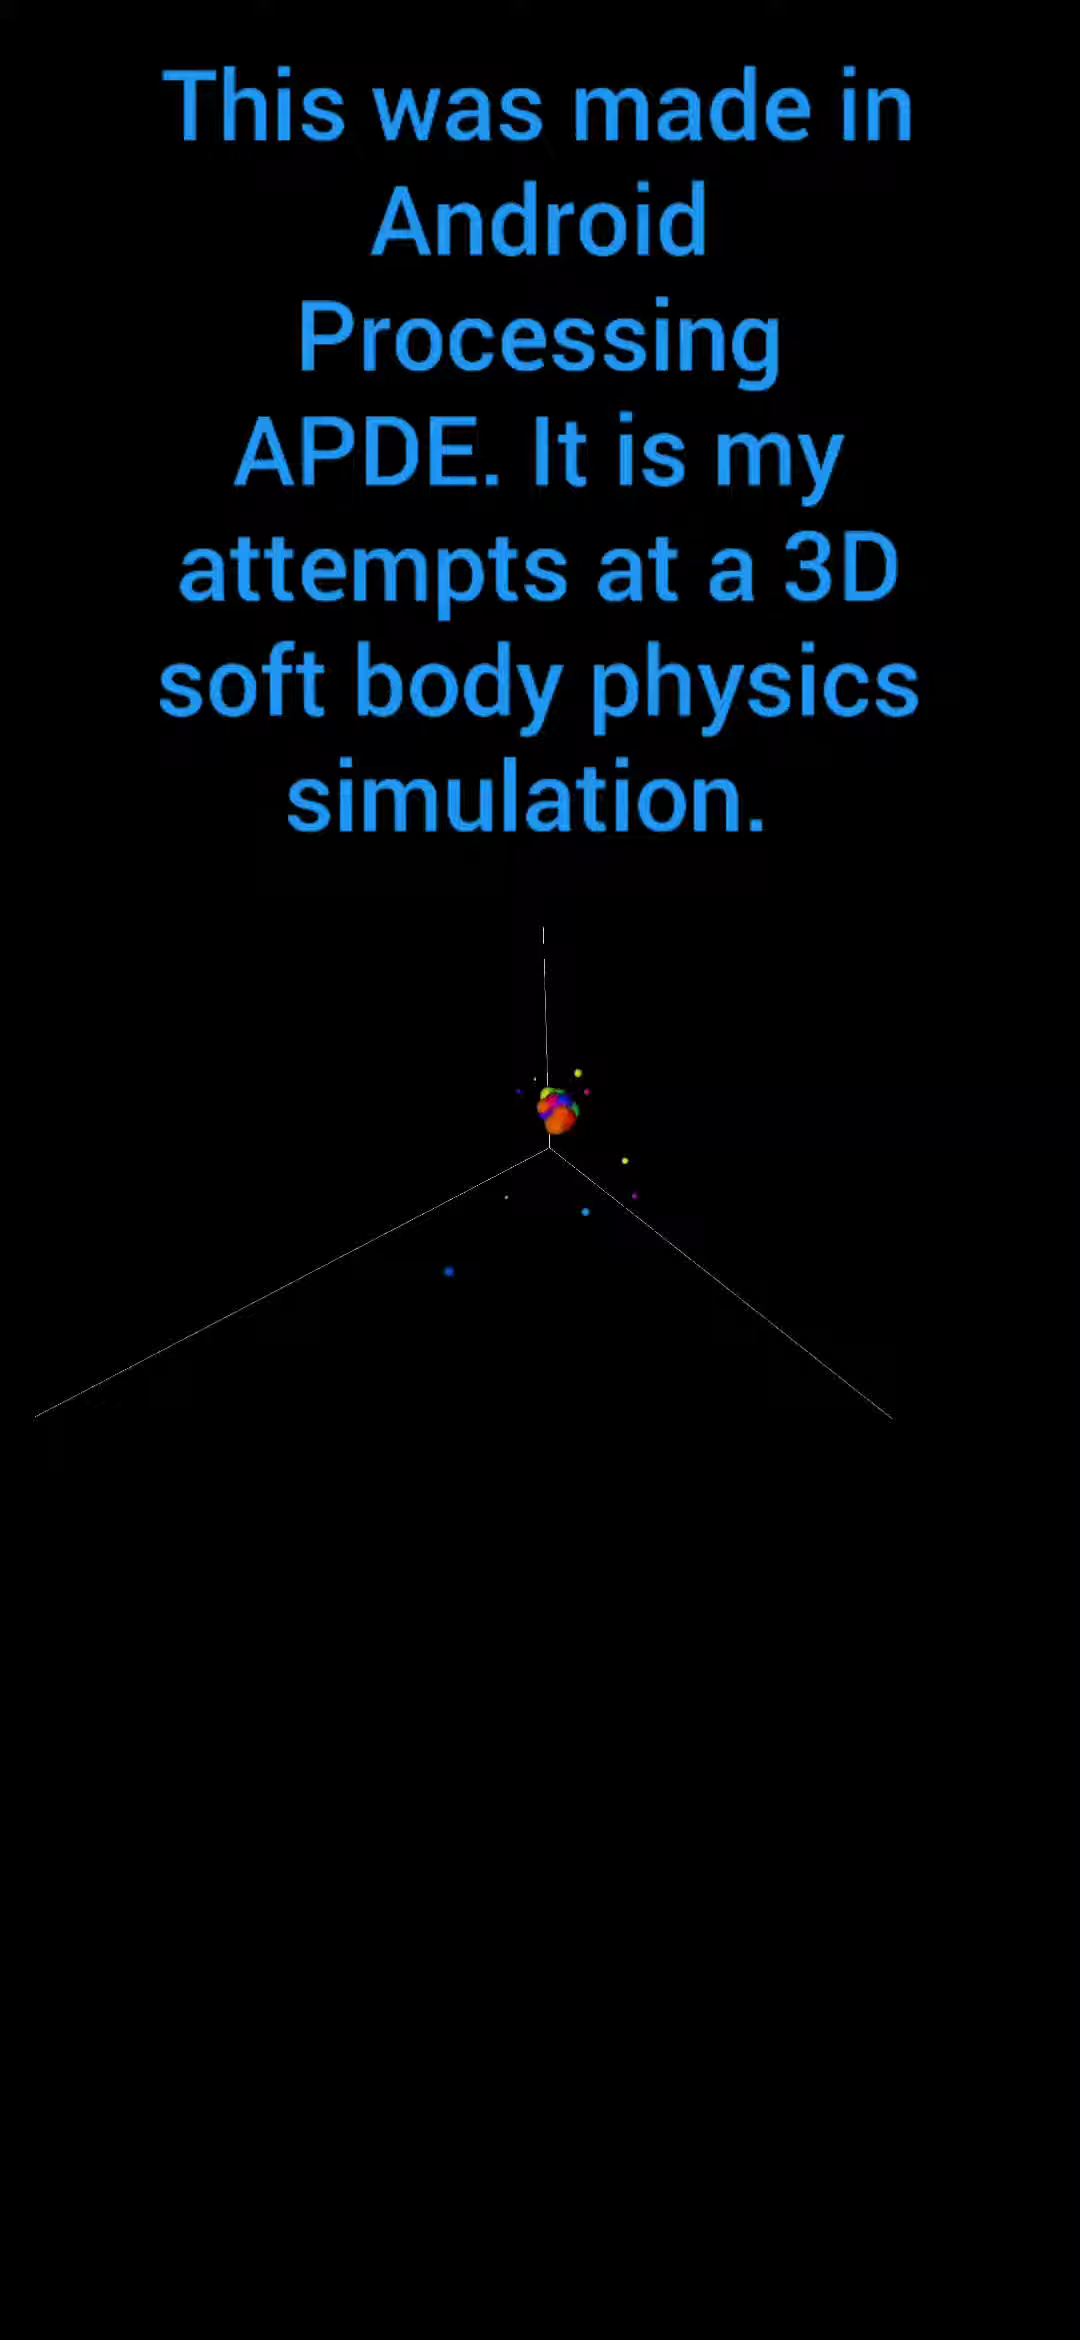 This was made in
Android
Processing
APDE. It is my
attempts at a 3D
soft body physics
simulation.